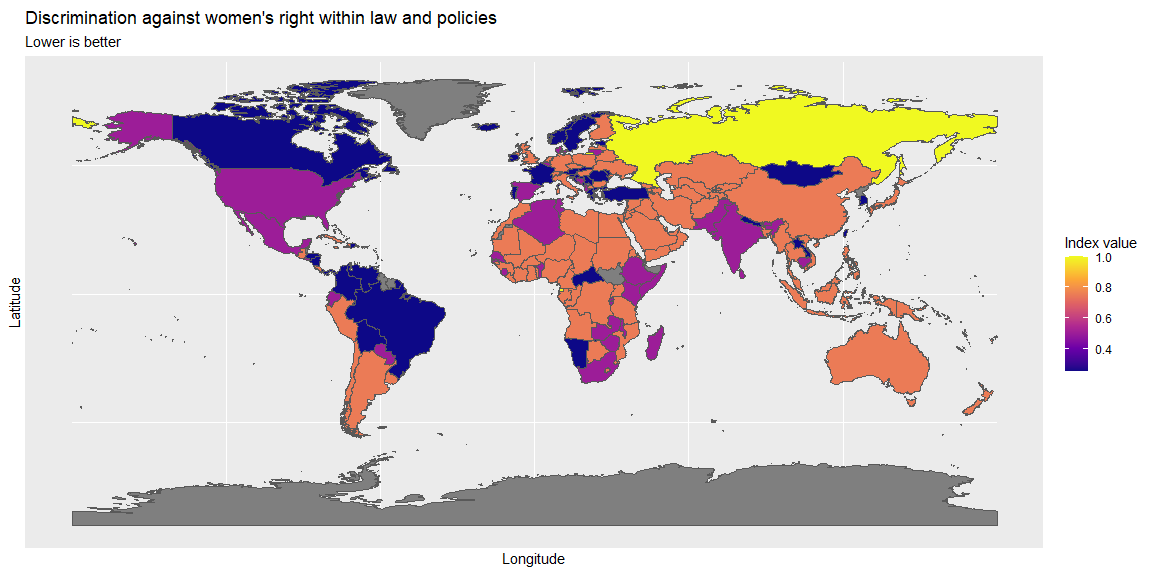 Discrimination against women's right within law and policies
Lower is better
Latitude
Longitude
Index value
1.0
0.8
0.6
0.4